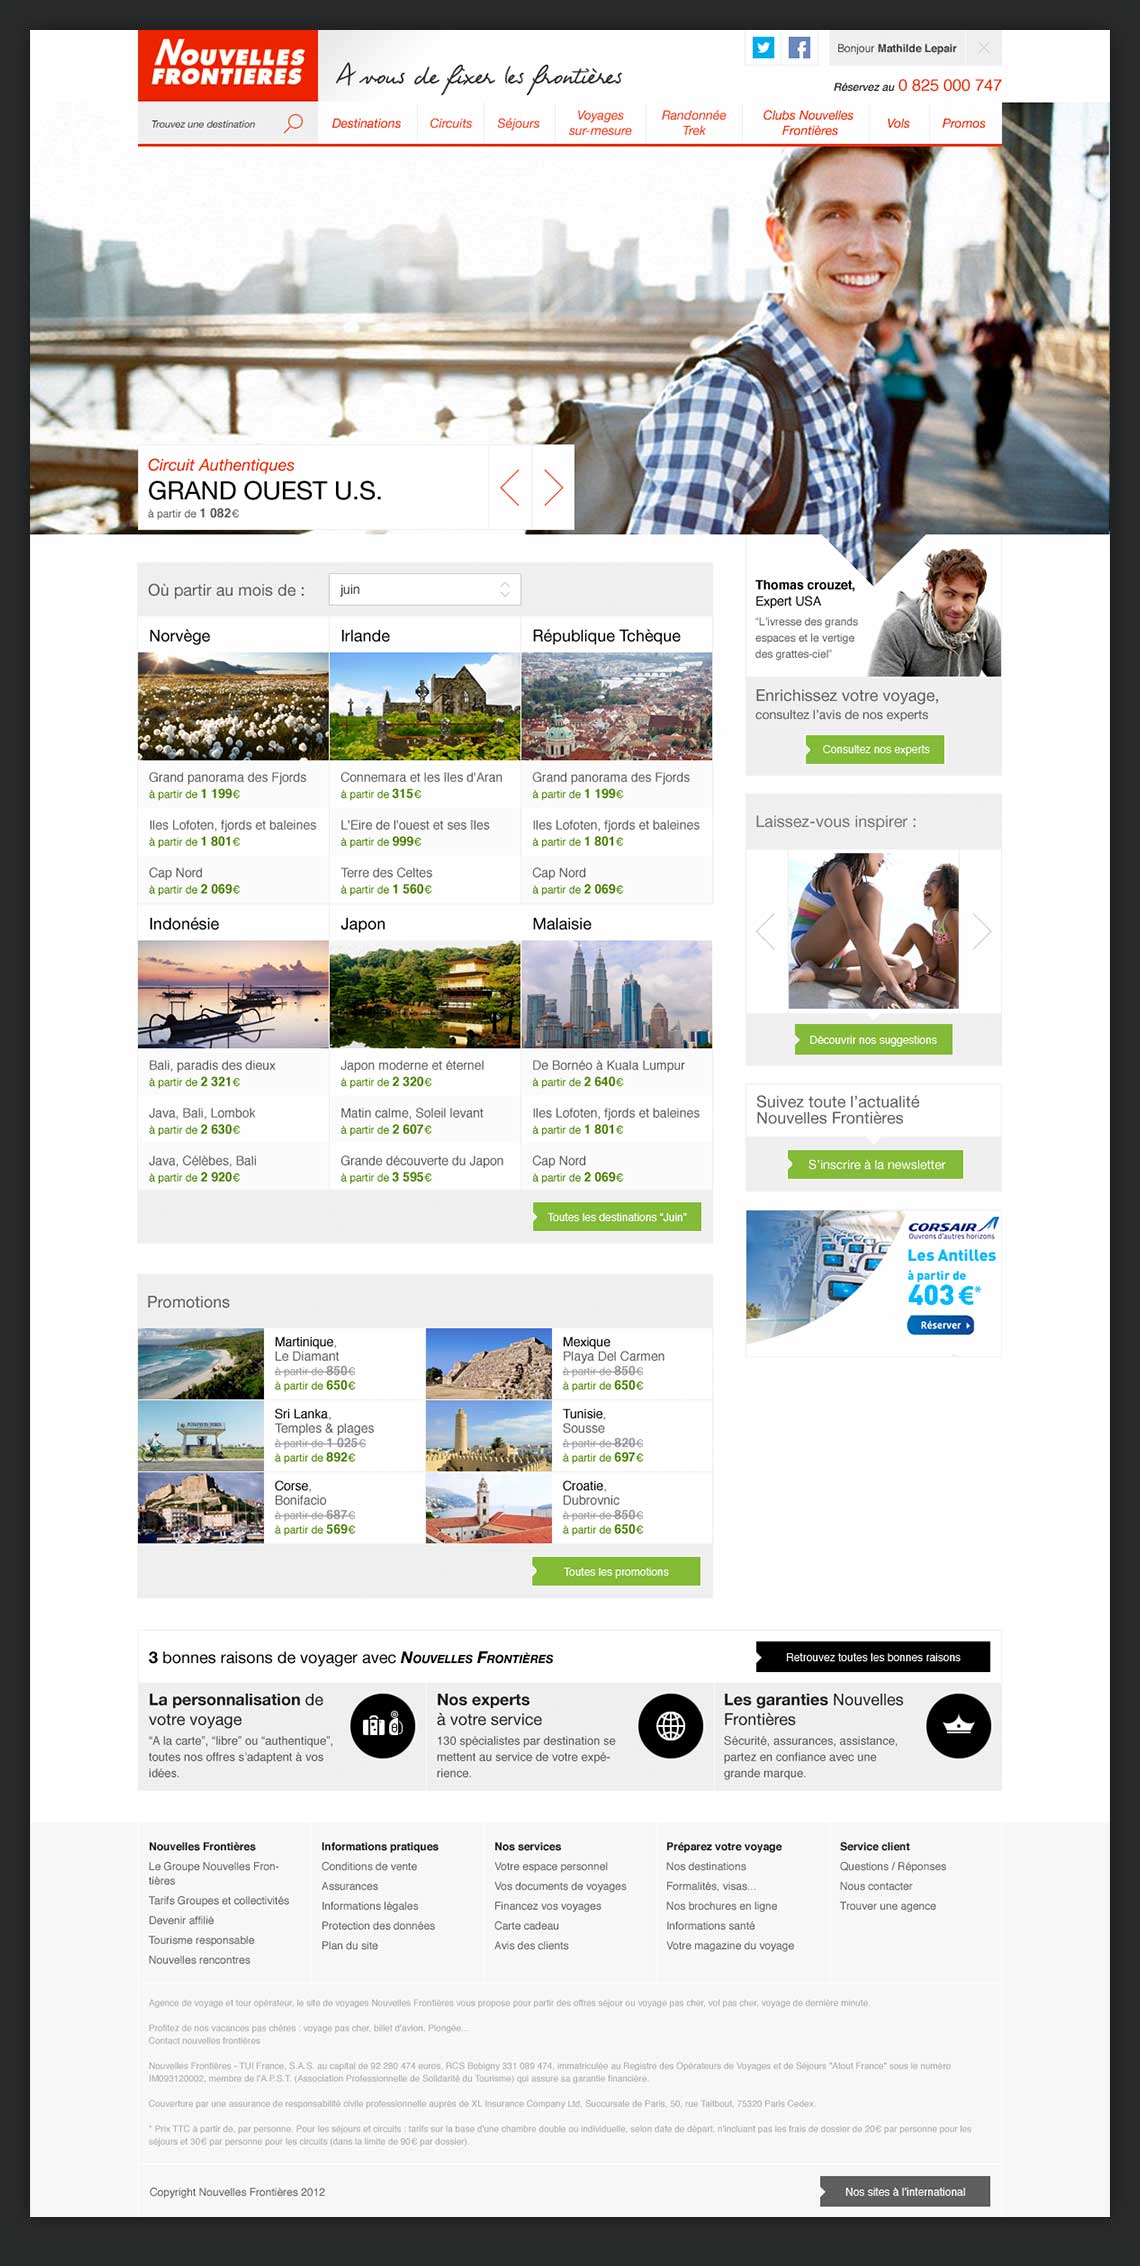 NOUVELLES
FRONTIERES
A vous de fixer les frontières
Bonjour Mathilde Lepair
Réservez au 0 825 000 747
Trouvez une destination
Destinations
Circuits
Séjours
Voyages
sur-mesure
Randonnée
Trek
Clubs Nouvelles
Frontières
Vols
Promos
Circuit Authentiques
GRAND OUEST U.S.
à partir de 1 082€
Où partir au mois de :
juin
Norvège
Irlande
République Tchèque
Grand panorama des Fjords
à partir de 1 199€
Connemara et les îles d'Aran
à partir de 315€
Grand panorama des Fjords
à partir de 1 199€
Iles Lofoten, fjords et baleines
à partir de 1 801€
L'Eire de l'ouest et ses îles
à partir de 999€
Iles Lofoten, fjords et baleines
à partir de 1 801€
Cap Nord
à partir de 2 069€
Terre des Celtes
à partir de 1 560€
Cap Nord
à partir de 2 069€
Indonésie
Japon
Malaisie
Bali, paradis des dieux
à partir de 2 321€
Japon moderne et éternel
à partir de 2 320€
De Bornéo à Kuala Lumpur
à partir de 2 640€
Java, Bali, Lombok
à partir de 2 630€
Matin calme, Soleil levant
à partir de 2 607€
Iles Lofoten, fjords et baleines
à partir de 1 801€
Java, Célèbes, Bali
à partir de 2 920€
Grande découverte du Japon
à partir de 3 595€
Cap Nord
à partir de 2 069€
Toutes les destinations "Juin"
Thomas crouzet,
Expert USA
“L'ivresse des grands
espaces et le vertige
des grattes-ciel”
Enrichissez votre voyage,
consultez l'avis de nos experts
Consultez nos experts
Laissez-vous inspirer :
Découvrir nos suggestions
Suivez toute l'actualité
Nouvelles Frontières
S'inscrire à la newsletter
CORSAIR
Ouvrons d'autres horizons
Les Antilles
à partir de
403 €*
Réserver
Promotions
Martinique,
Le Diamant
à partir de 850€
à partir de 650€
Mexique
Playa Del Carmen
à partir de 850€
à partir de 650€
Sri Lanka,
Temples & plages
à partir de 1 025€
à partir de 892€
Tunisie,
Sousse
à partir de 820€
à partir de 697€
Corse,
Bonifacio
à partir de 687€
à partir de 569€
Croatie,
Dubrovnic
à partir de 850€
à partir de 650€
Toutes les promotions
3 bonnes raisons de voyager avec NOUVELLES FRONTIÈRES
Retrouvez toutes les bonnes raisons
La personnalisation de
votre voyage
“A la carte”, “libre” ou “authentique”,
toutes nos offres s'adaptent à vos
idées.
Nos experts
à votre service
130 spécialistes par destination se
mettent au service de votre expé-
rience.
Les garanties Nouvelles
Frontières
Sécurité, assurances, assistance,
partez en confiance avec une
grande marque.
Nouvelles Frontières
Le Groupe Nouvelles Fron-
tières
Tarifs Groupes et collectivités
Devenir affilié
Tourisme responsable
Nouvelles rencontres
Informations pratiques
Conditions de vente
Assurances
Informations légales
Protection des données
Plan du site
Nos services
Votre espace personnel
Vos documents de voyages
Financez vos voyages
Carte cadeau
Avis des clients
Préparez votre voyage
Nos destinations
Formalités, visas...
Nos brochures en ligne
Informations santé
Votre magazine du voyage
Service client
Questions / Réponses
Nous contacter
Trouver une agence
Agence de voyage et tour opérateur, le site de voyages Nouvelles Frontières vous propose pour partir des offres séjour ou voyage pas cher, vol pas cher, voyage de dernière minute.
Profitez de nos vacances pas chères : voyage pas cher, billet d'avion. Plongée...
Contact nouvelles frontières
Nouvelles Frontières - TUI France, S.A.S. au capital de 92 280 474 euros, RCS Bobigny 331 089 474, immatriculée au Registre des Opérateurs de Voyages et de Séjours "Atout France" sous le numéro
IM093120002, membre de l'A.P.S.T. (Association Professionnelle de Solidarité du Tourisme) qui assure sa garantie financière.
Couverture par une assurance de responsabilité civile professionnelle auprès de XL Insurance Company Ltd, Succursale de Paris, 50, rue Taitbout, 75320 Paris Cedex.
* Prix TTC à partir de, par personne. Pour les séjours et circuits : tarifs sur la base d'une chambre double ou individuelle, selon date de départ, n'incluant pas les frais de dossier de 20€ par personne pour les
séjours et 30€ par personne pour les circuits (dans la limite de 90€ par dossier).
Copyright Nouvelles Frontières 2012
Nos sites à l'international